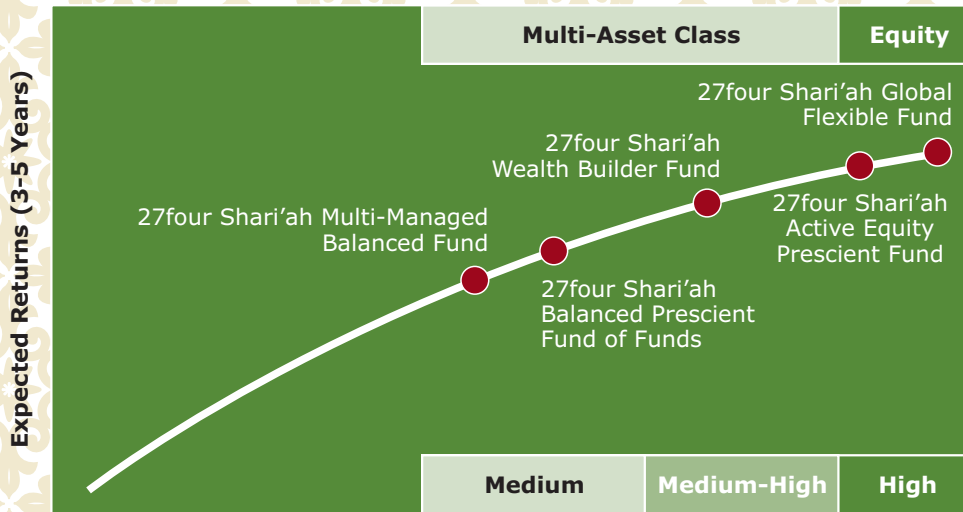 Multi-Asset Class
Equity
Expected Returns (3-5 Years)
27four Shari’ah Global
Flexible Fund
27four Shari’ah
Wealth Builder Fund
27four Shari’ah Multi-Managed
Balanced Fund
27four Shari’ah
Active Equity
Prescient Fund
27four Shari’ah
Balanced Prescient
Fund of Funds
Medium
Medium-High
High